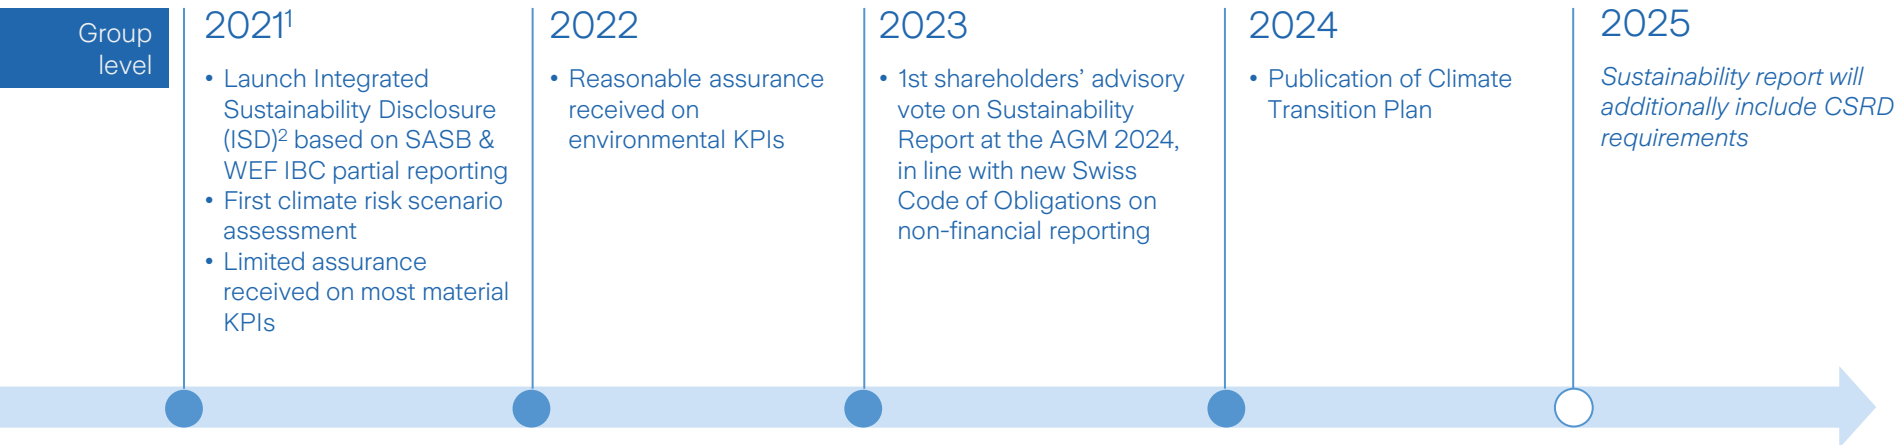 Group
level
2021¹
• Launch Integrated
Sustainability Disclosure
(ISD)² based on SASB &
WEF IBC partial reporting
• First climate risk scenario
assessment
• Limited assurance
received on most material
KPIs
2022
• Reasonable assurance
received on
environmental KPIs
2023
• 1st shareholders’ advisory
vote on Sustainability
Report at the AGM 2024,
in line with new Swiss
Code of Obligations on
non-financial reporting
2024
• Publication of Climate
Transition Plan
2025
Sustainability report will
additionally include CSRD
requirements